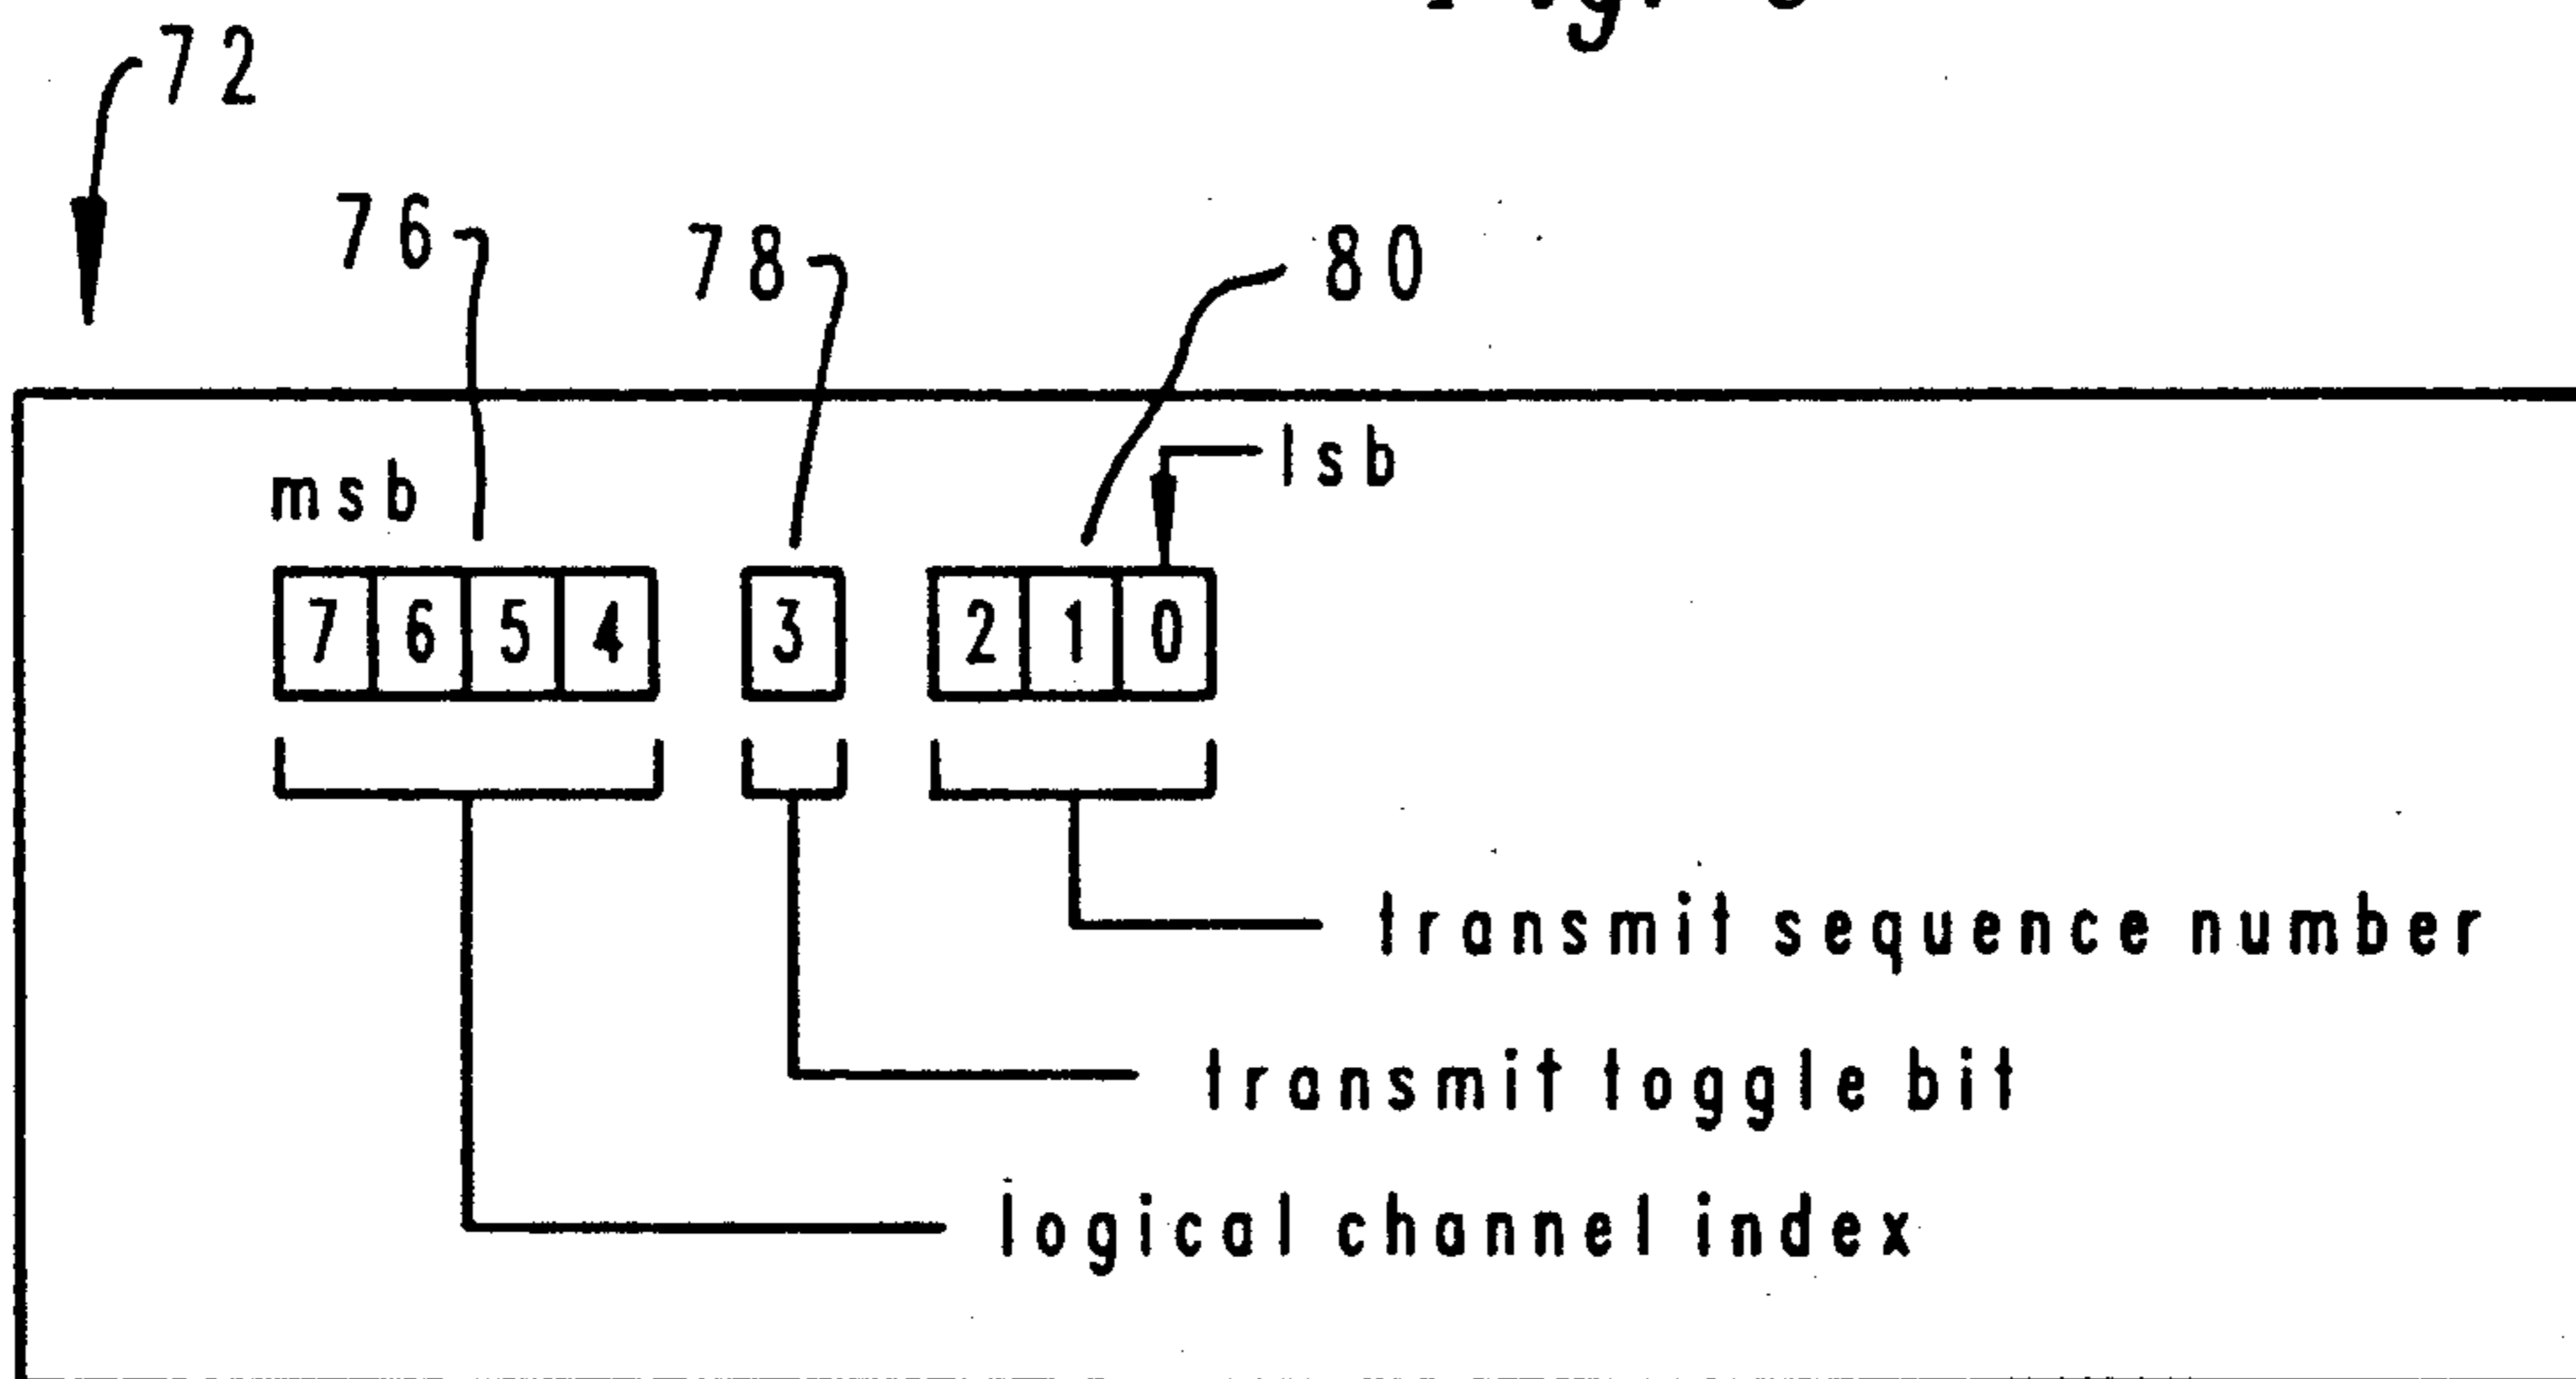 72
76 78 80
lsb
msb
7 6 5 4 3 2 1 0
transmit sequence number
transmit toggle bit
logical channel index